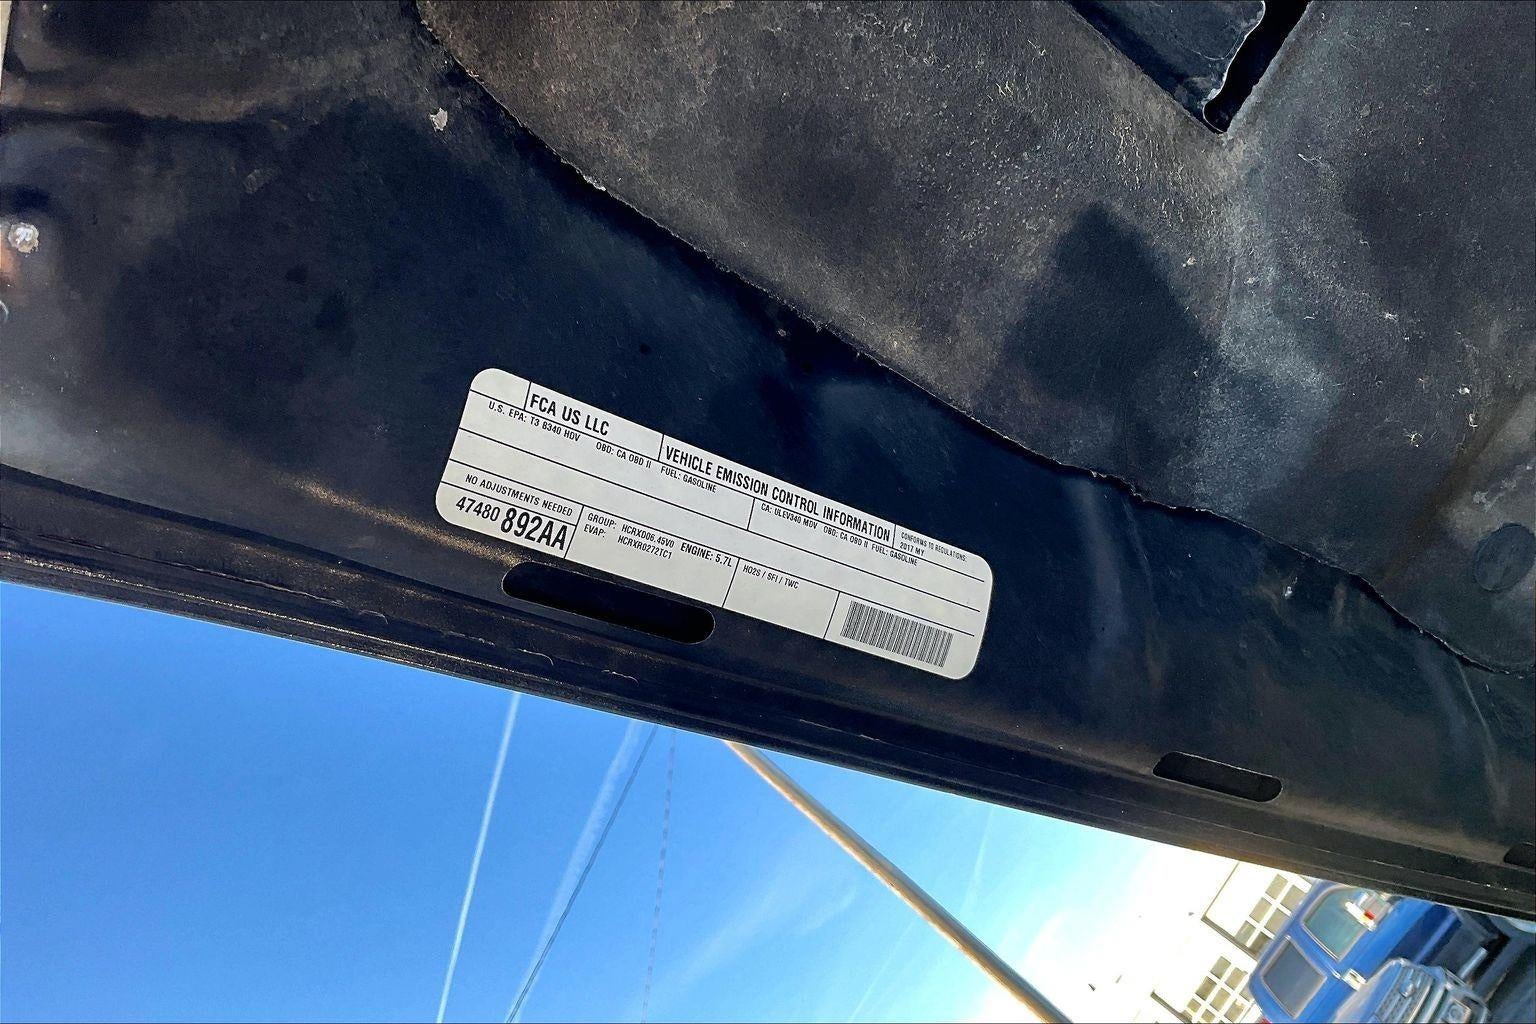 FCA US LLC
VEHICLE EMISSION CONTROL INFORMATION
CONFORMS TO REGULATIONS:
2017 MY
U.S. EPA: T3 B340 HDV OBD: CA OBD II FUEL: GASOLINE
CA: ULEV340 MDV OBD: CA OBD II FUEL: GASOLINE
NO ADJUSTMENTS NEEDED
47480 892AA
GROUP: HCRXD06.45V0 ENGINE: 5.7L
EVAP: HCRXR0272TC1
HO2S / SFI / TWC